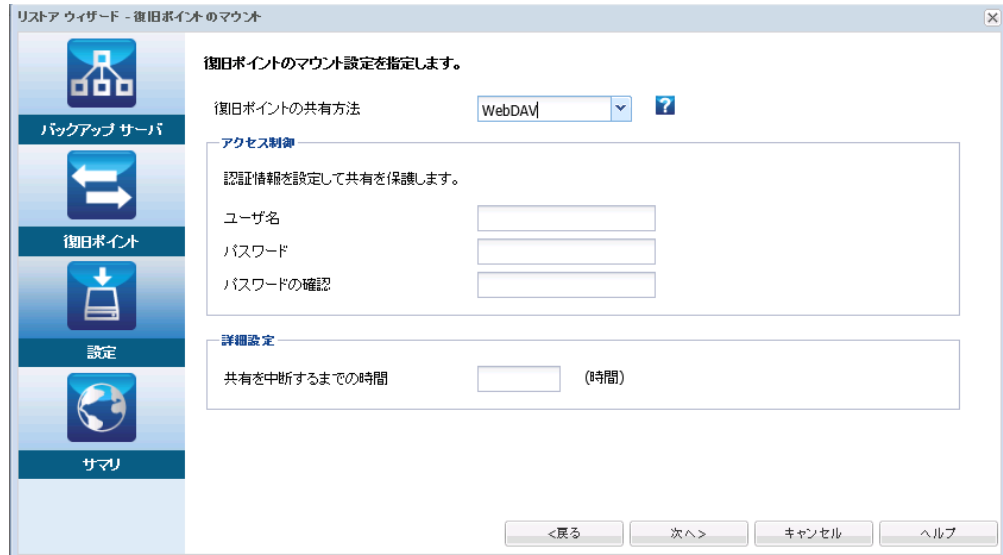 リストア ウィザード - 復旧ポイントのマウント
バックアップ サーバ
復旧ポイント
設定
サマリ
復旧ポイントのマウント設定を指定します。
復旧ポイントの共有方法 WebDAV ?
アクセス制御
認証情報を設定して共有を保護します。
ユーザ名
パスワード
パスワードの確認
詳細設定
共有を中断するまでの時間 (時間)
<戻る 次へ> キャンセル ヘルプ